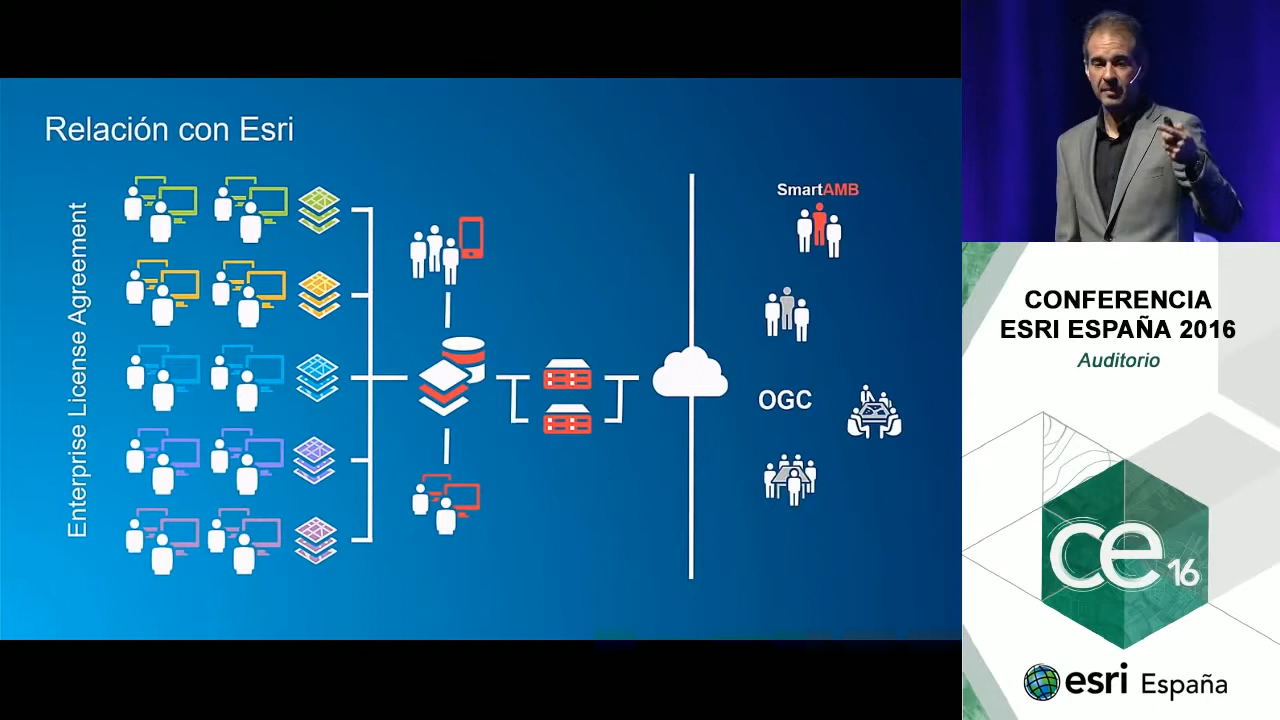 Relación con Esri
Enterprise License Agreement
SmartAMB
OGC
CONFERENCIA
ESRI ESPAÑA 2016
Auditorio
ce16
esri España